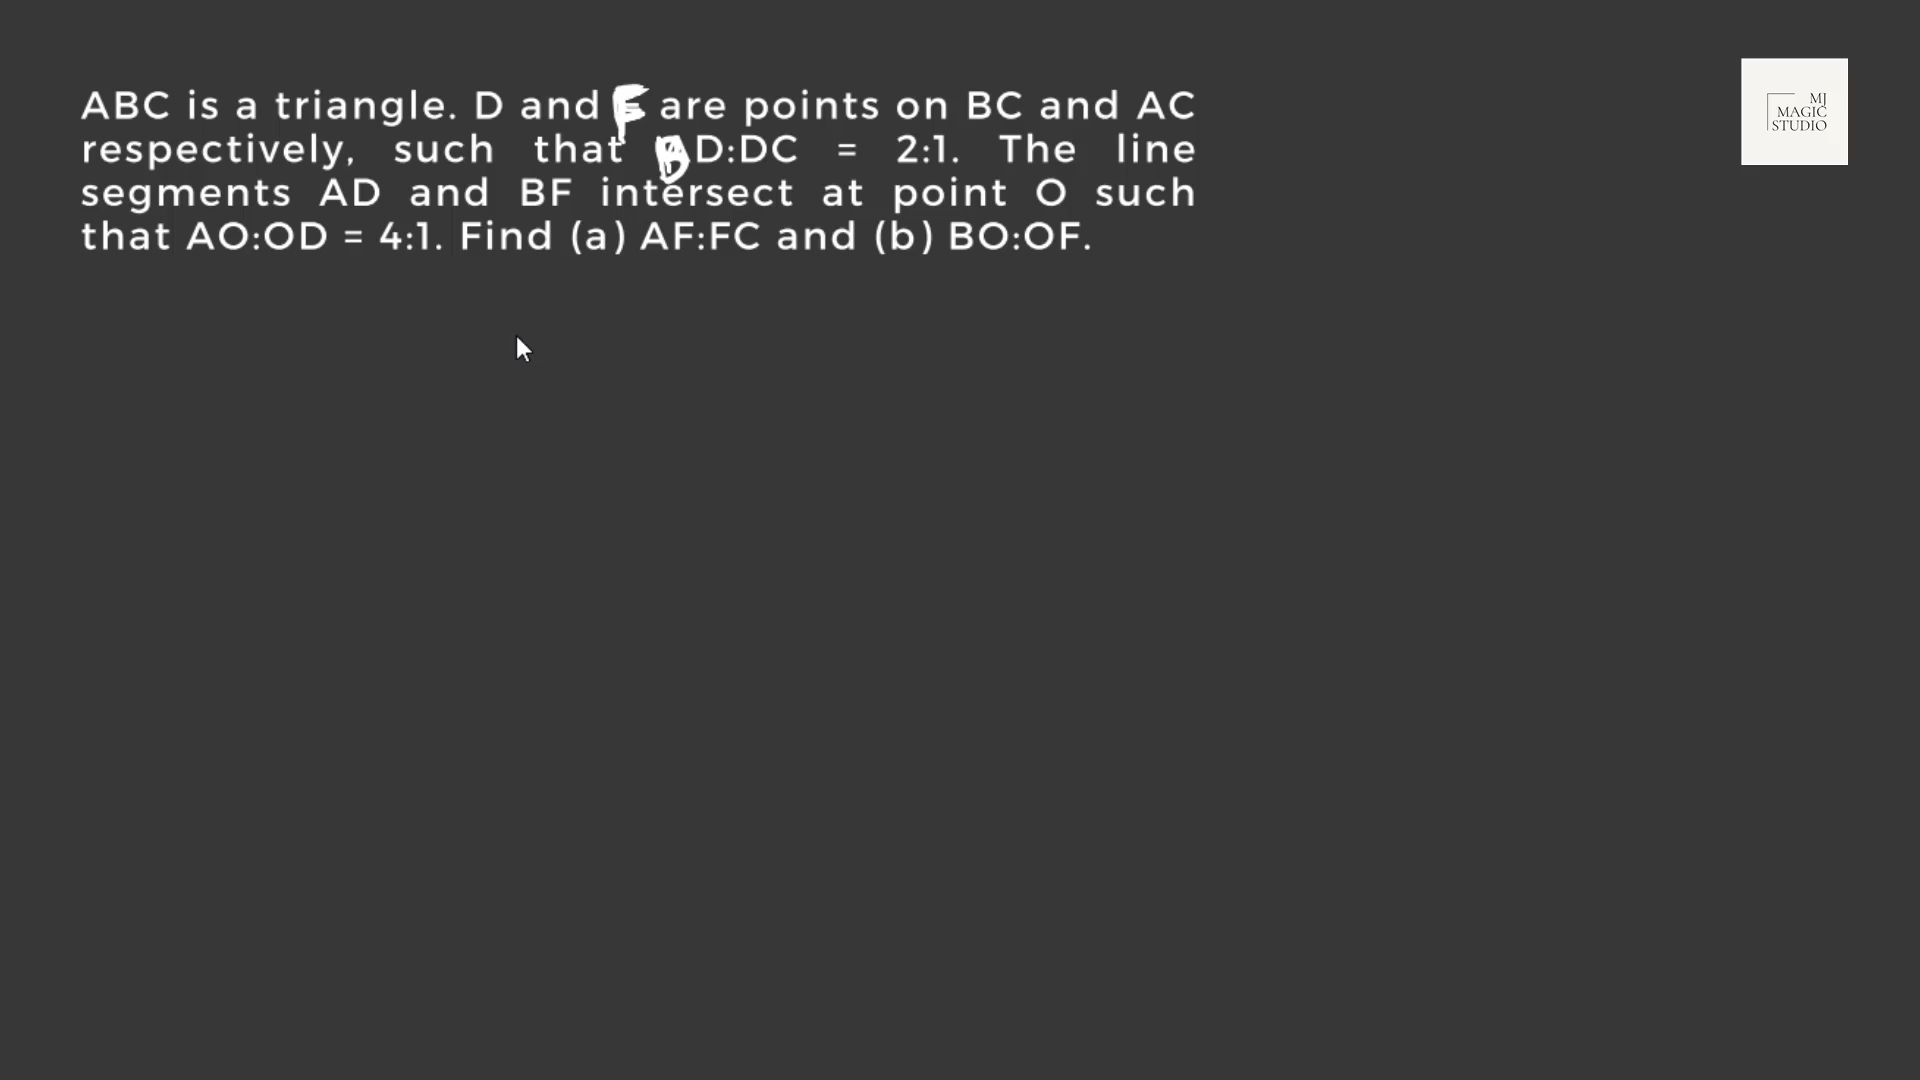 ABC is a triangle. D and F are points on BC and AC
respectively, such that BD:DC = 2:1. The line
segments AD and BF intersect at point O such
that AO:OD = 4:1. Find (a) AF:FC and (b) BO:OF.
MJ
MAGIC
STUDIO